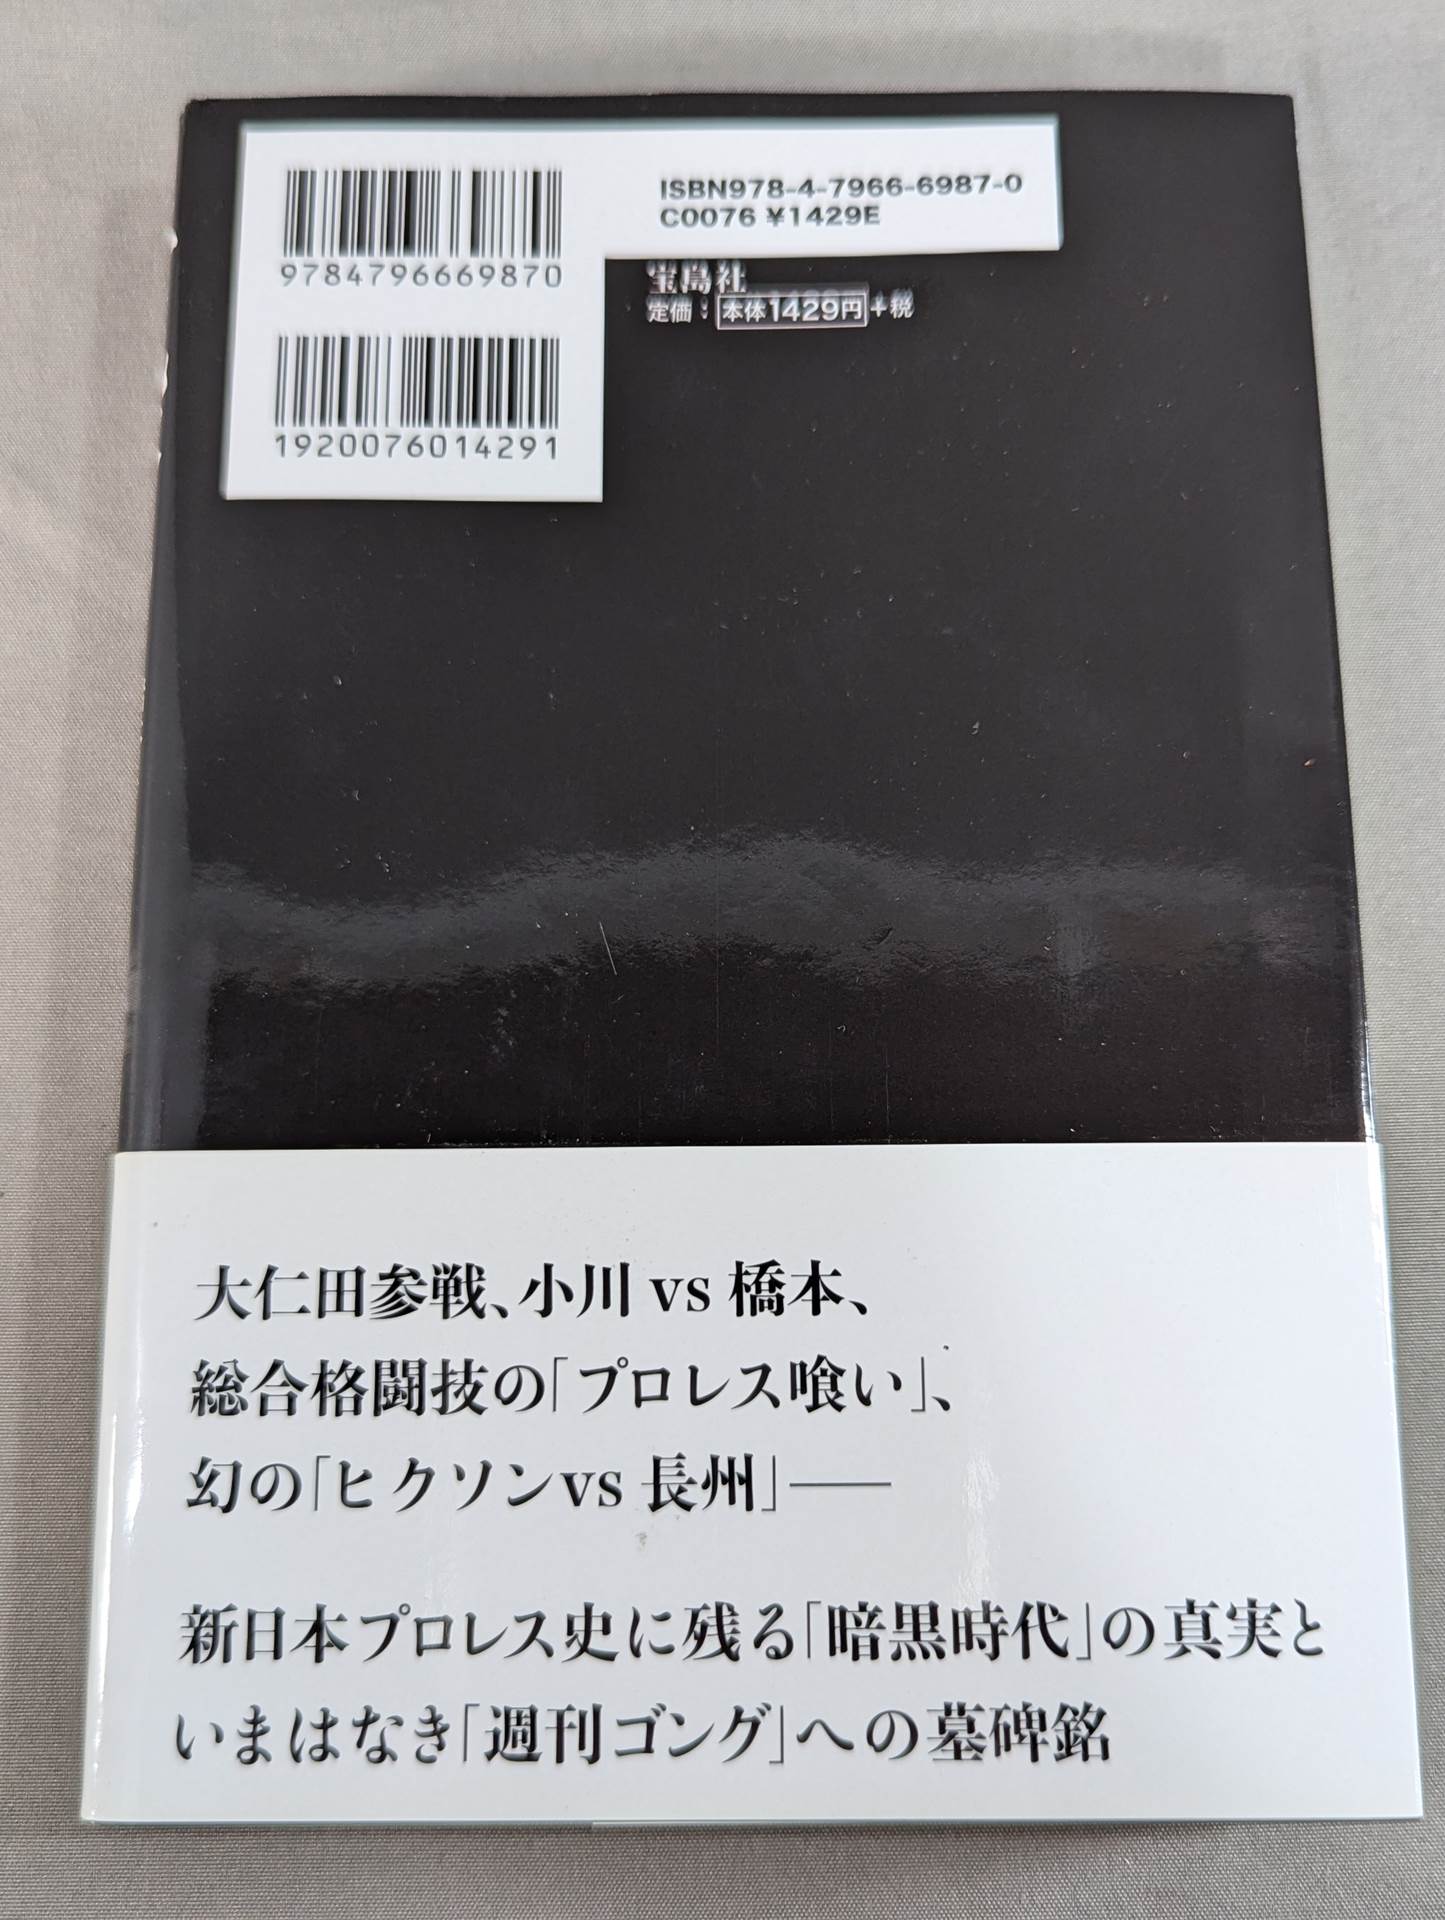 ISBN978-4-7966-6987-0
C0076 ¥1429E
9784796669870
宝島社
定価：本体1429円+税
1920076014291
大仁田参戦、小川 vs 橋本、
総合格闘技の「プロレス喰い」、
幻の「ヒクソンvs 長州」――
新日本プロレス史に残る「暗黒時代」の真実と
いまはなき「週刊ゴング」への墓碑銘